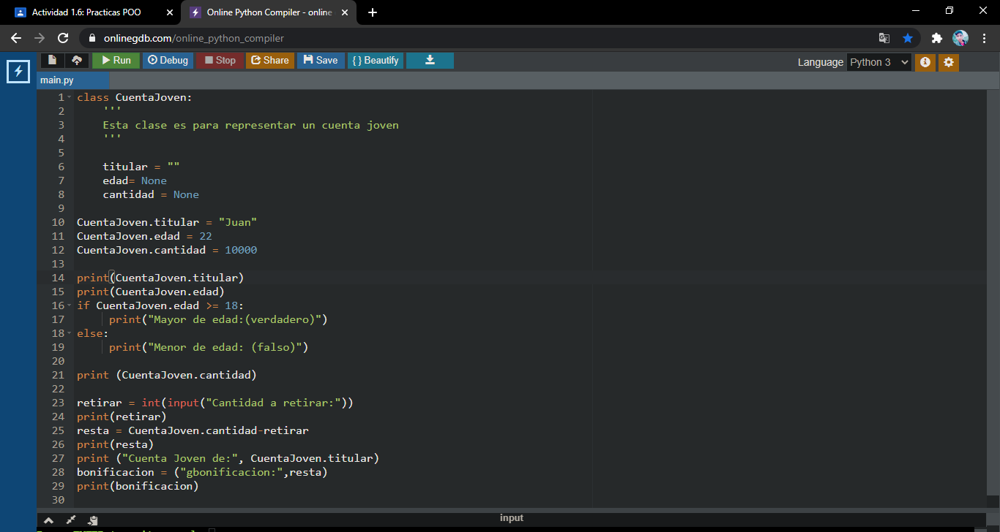 Actividad 1.6: Practicas POO
Online Python Compiler - online
onlinegdb.com/online_python_compiler
Run Debug Stop Share Save { } Beautify
Language Python 3
main.py
1 class CuentaJoven:
2     '''
3     Esta clase es para representar un cuenta joven
4     '''
5
6     titular = ""
7     edad= None
8     cantidad = None
9
10 CuentaJoven.titular = "Juan"
11 CuentaJoven.edad = 22
12 CuentaJoven.cantidad = 10000
13
14 print(CuentaJoven.titular)
15 print(CuentaJoven.edad)
16 if CuentaJoven.edad >= 18:
17      print("Mayor de edad:(verdadero)")
18 else:
19      print("Menor de edad: (falso)")
20
21 print (CuentaJoven.cantidad)
22
23 retirar = int(input("Cantidad a retirar:"))
24 print(retirar)
25 resta = CuentaJoven.cantidad-retirar
26 print(resta)
27 print ("Cuenta Joven de:", CuentaJoven.titular)
28 bonificacion = ("gbonificacion:",resta)
29 print(bonificacion)
30
input